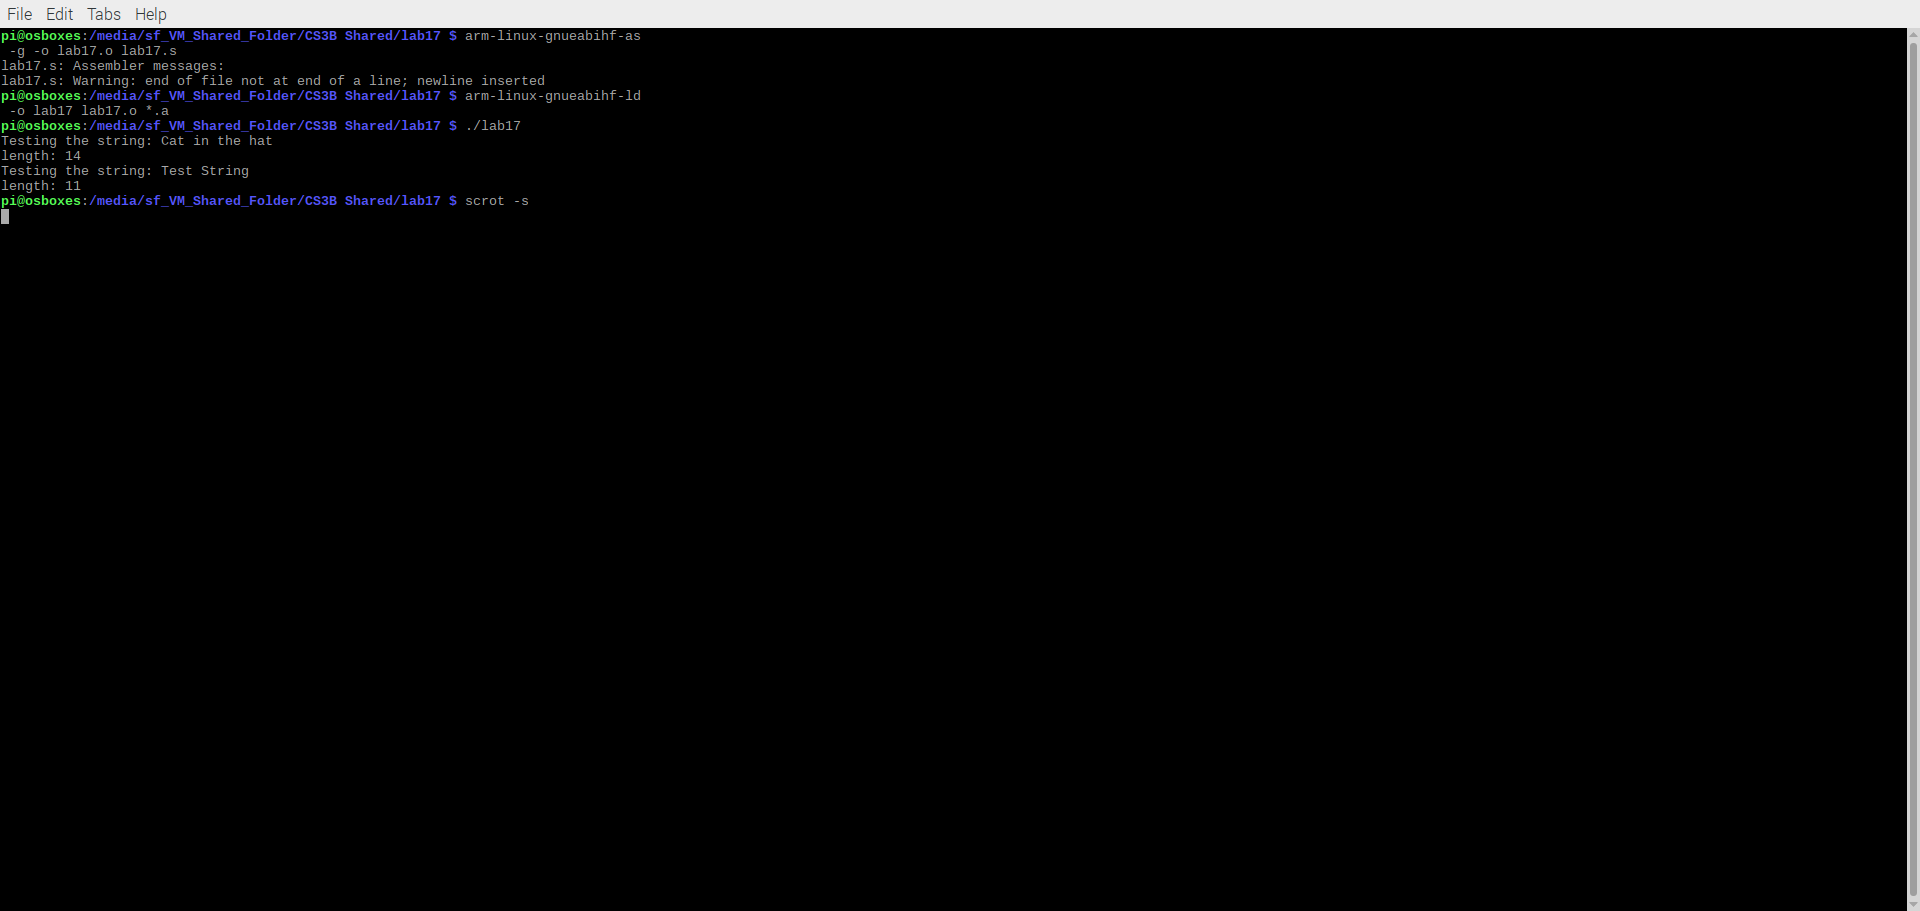 File Edit Tabs Help
pi@osboxes:/media/sf_VM_Shared_Folder/CS3B Shared/lab17 $ arm-linux-gnueabihf-as
 -g -o lab17.o lab17.s
lab17.s: Assembler messages:
lab17.s: Warning: end of file not at end of a line; newline inserted
pi@osboxes:/media/sf_VM_Shared_Folder/CS3B Shared/lab17 $ arm-linux-gnueabihf-ld
 -o lab17 lab17.o *.a
pi@osboxes:/media/sf_VM_Shared_Folder/CS3B Shared/lab17 $ ./lab17
Testing the string: Cat in the hat
length: 14
Testing the string: Test String
length: 11
pi@osboxes:/media/sf_VM_Shared_Folder/CS3B Shared/lab17 $ scrot -s